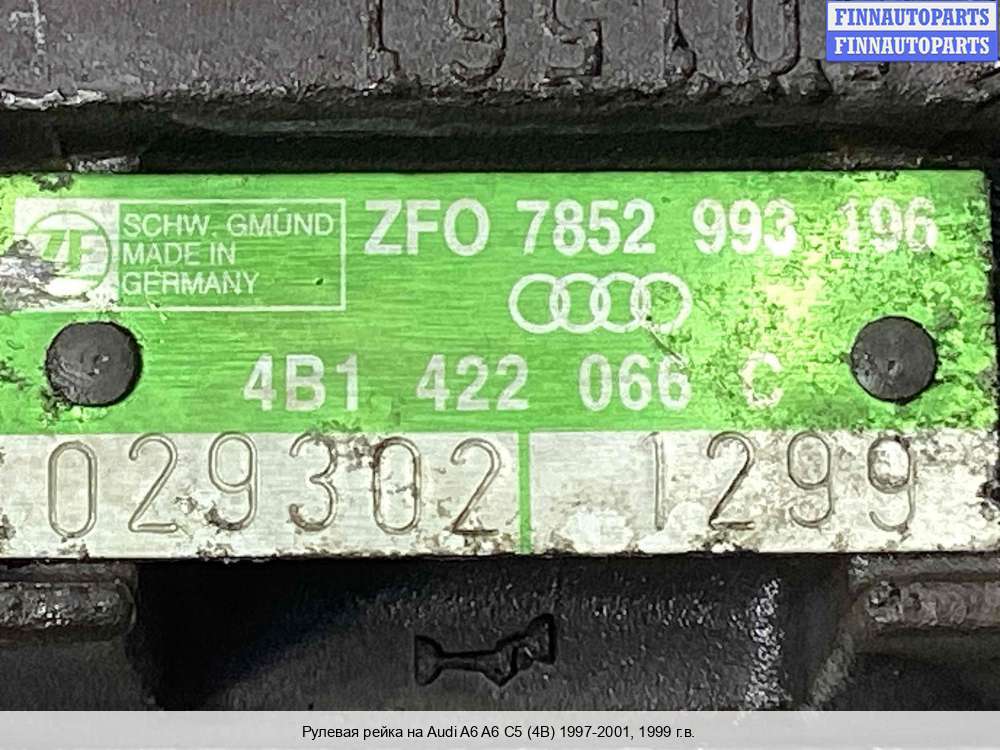 FINNAUTOPARTS
FINNAUTOPARTS
ZF
SCHW. GMÜND
MADE IN
GERMANY
ZFO 7852 993 196
4B1 422 066 C
029302 1299
Рулевая рейка на Audi A6 A6 C5 (4B) 1997-2001, 1999 г.в.